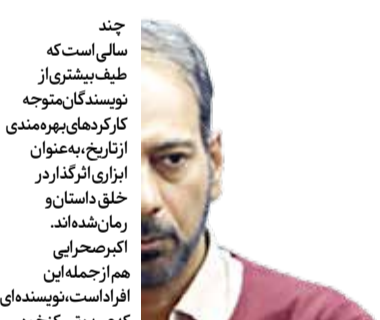 چند
سالی است که
طیف بیشتری از
نویسندگان متوجه
کارکردهای بهره‌مندی
از تاریخ، به‌عنوان
ابزاری اثرگذار در
خلق داستان و
رمان شده‌اند.
اکبر صحرایی
هم از جمله این
افراد است، نویسنده‌ای